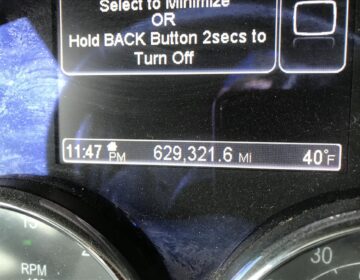 Select to Minimize
OR
Hold BACK Button 2secs to
Turn Off
11:47 PM 629,321.6 Mi 40°F
RPM
30